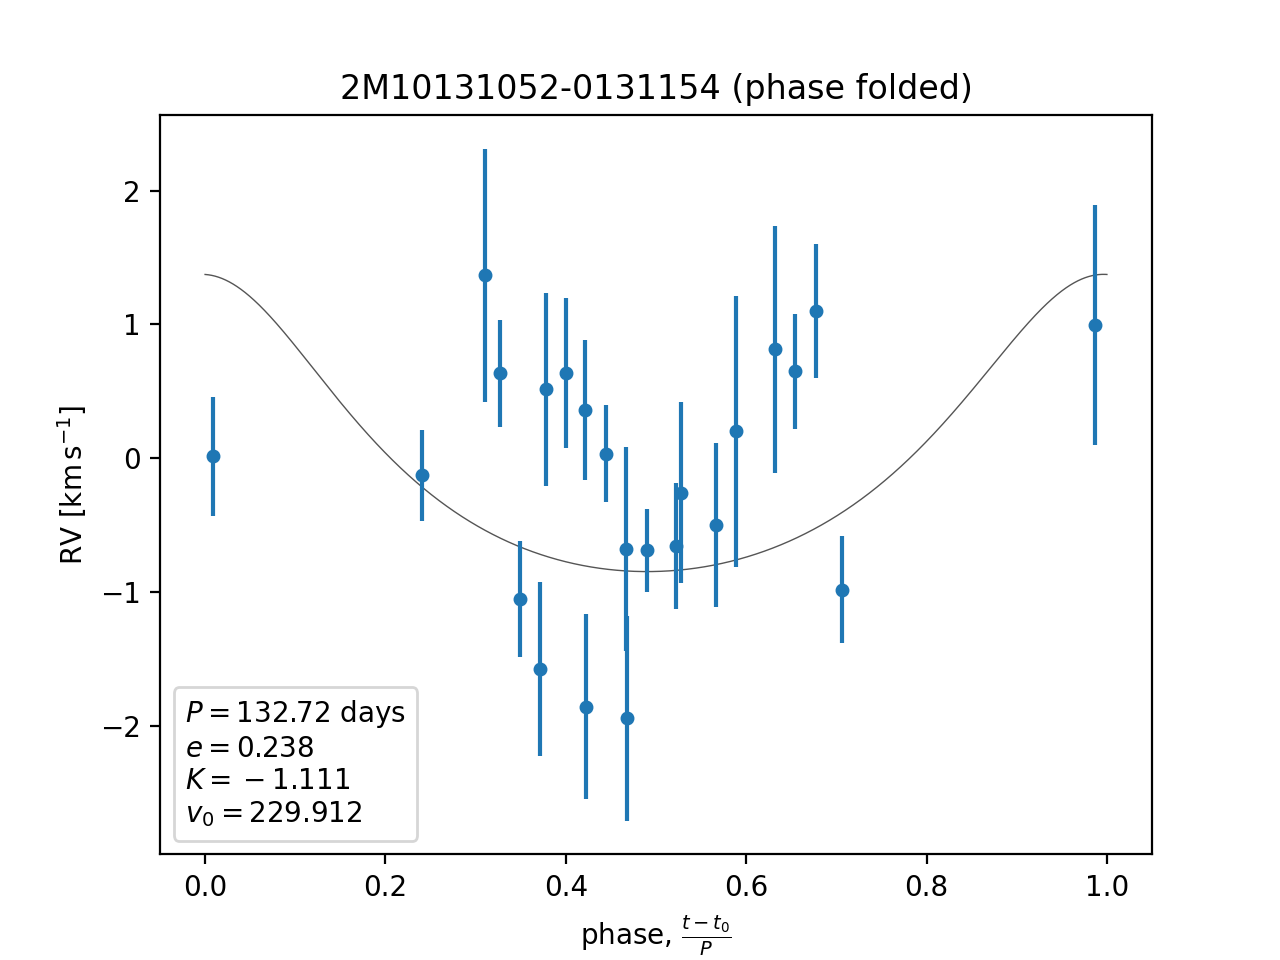 2M10131052-0131154 (phase folded)
RV [km s⁻¹]
2
1
0
−1
−2
P = 132.72 days
e = 0.238
K = −1.111
v₀ = 229.912
0.0 0.2 0.4 0.6 0.8 1.0
phase, (t − t₀)/P